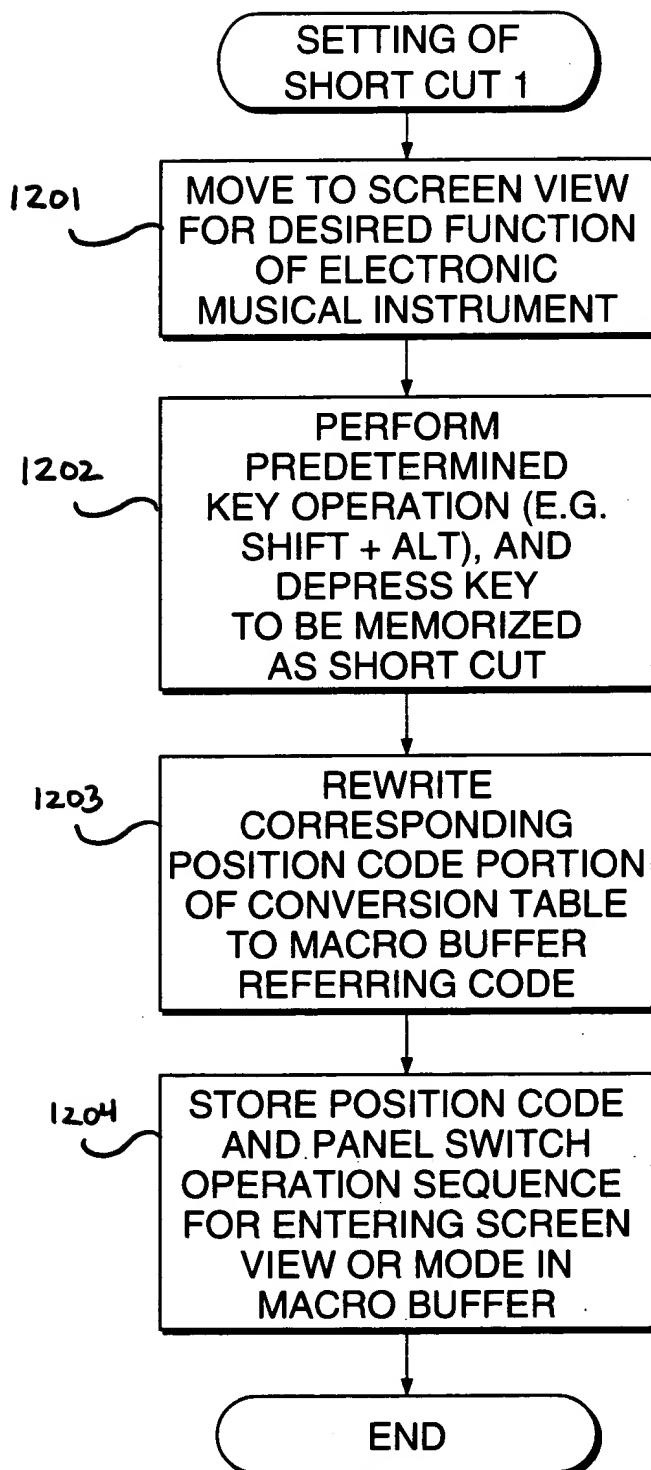 SETTING OF
SHORT CUT 1
1201
MOVE TO SCREEN VIEW
FOR DESIRED FUNCTION
OF ELECTRONIC
MUSICAL INSTRUMENT
1202
PERFORM
PREDETERMINED
KEY OPERATION (E.G.
SHIFT + ALT), AND
DEPRESS KEY
TO BE MEMORIZED
AS SHORT CUT
1203
REWRITE
CORRESPONDING
POSITION CODE PORTION
OF CONVERSION TABLE
TO MACRO BUFFER
REFERRING CODE
1204
STORE POSITION CODE
AND PANEL SWITCH
OPERATION SEQUENCE
FOR ENTERING SCREEN
VIEW OR MODE IN
MACRO BUFFER
END